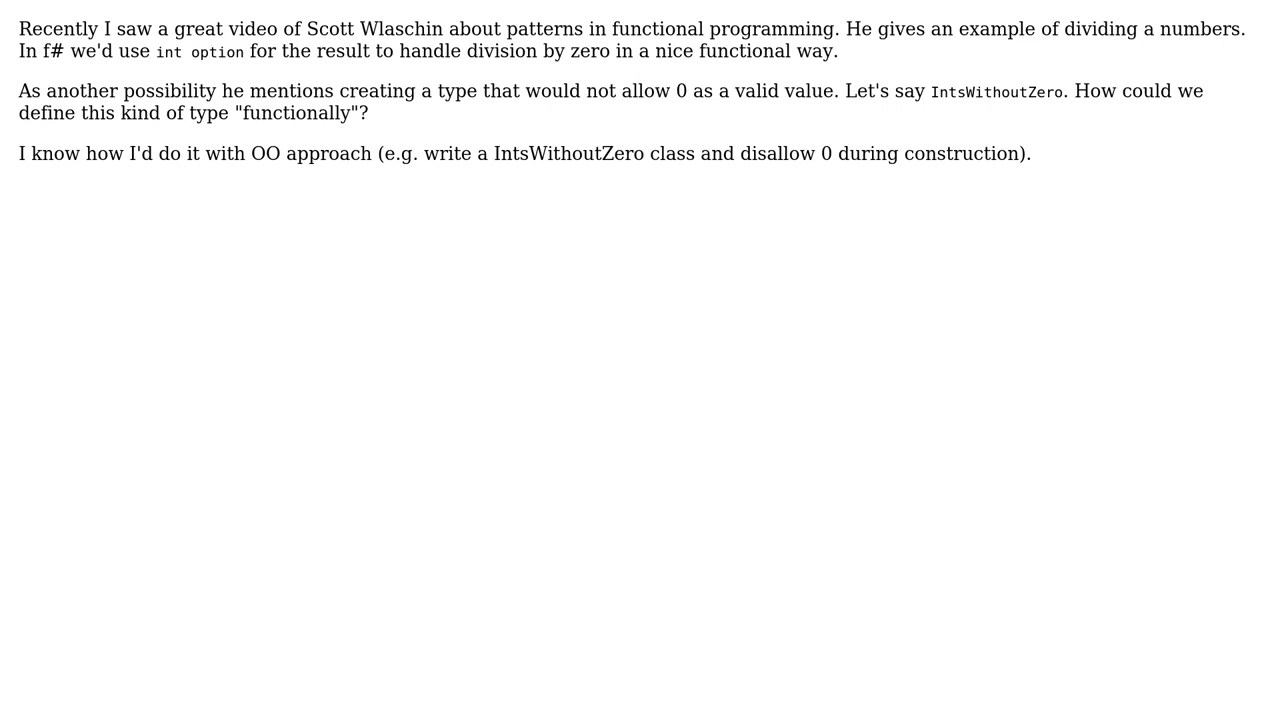 Recently I saw a great video of Scott Wlaschin about patterns in functional programming. He gives an example of dividing a numbers.
In f# we'd use int option for the result to handle division by zero in a nice functional way.
As another possibility he mentions creating a type that would not allow 0 as a valid value. Let's say IntsWithoutZero. How could we
define this kind of type "functionally"?
I know how I'd do it with OO approach (e.g. write a IntsWithoutZero class and disallow 0 during construction).